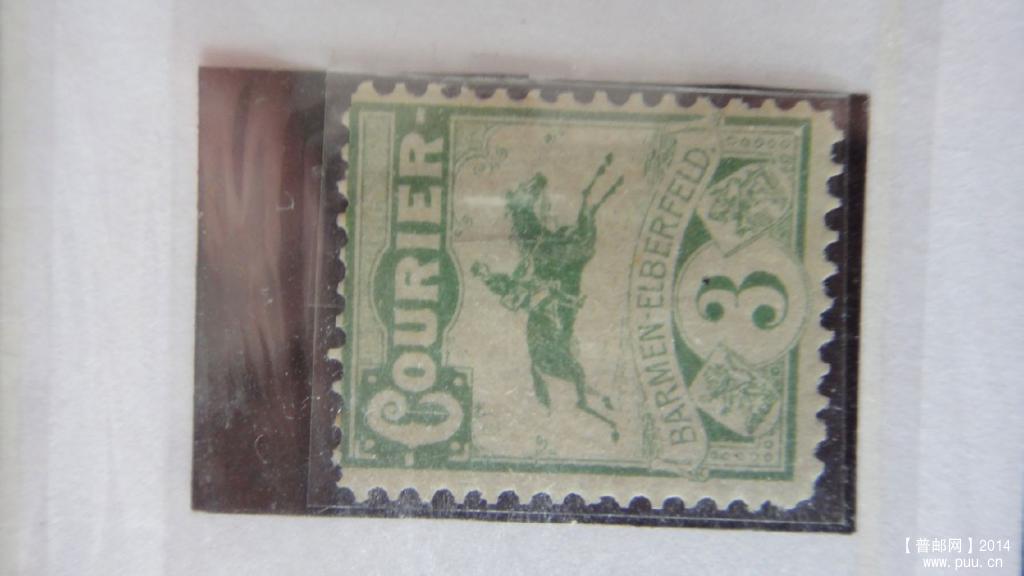 COURIER
BARMEN-ELBERFELD
3
【普邮网】2014
www.puu.cn